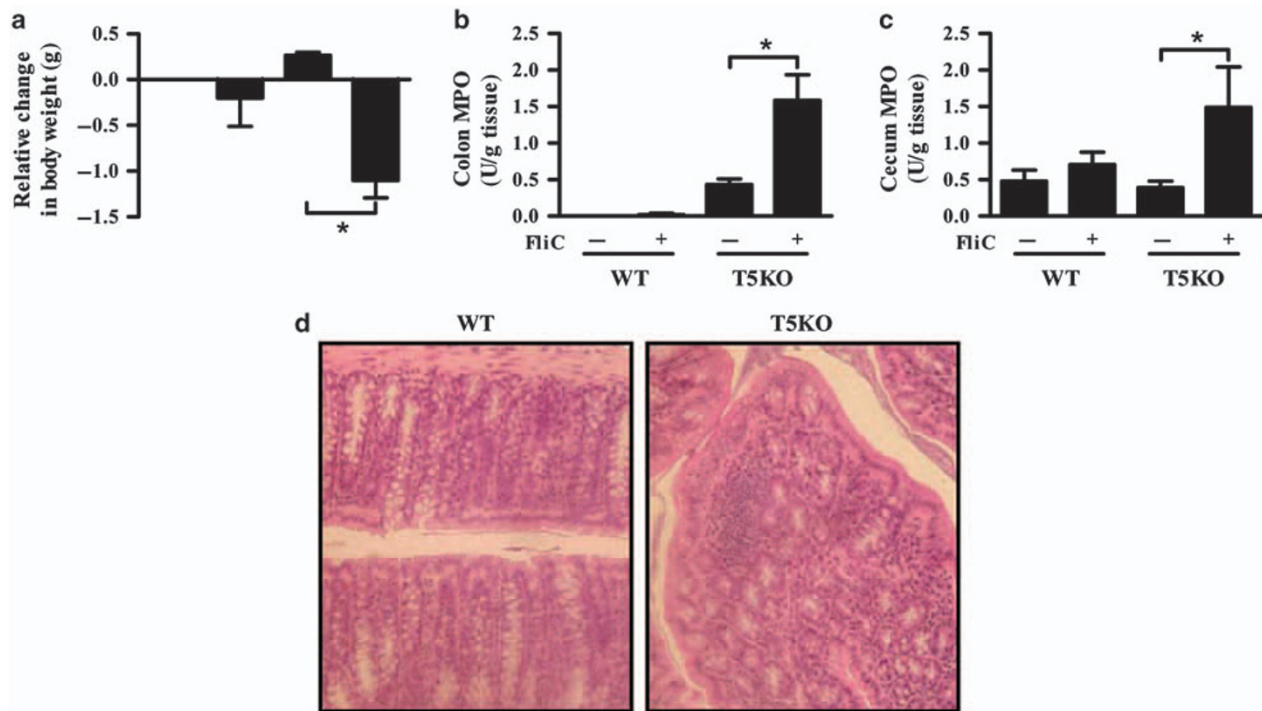 a
Relative change
in body weight (g)
0.5
0.0
−0.5
−1.0
−1.5
*
b
Colon MPO
(U/g tissue)
2.5
2.0
1.5
1.0
0.5
0.0
*
FliC — + — +
WT T5KO
c
Cecum MPO
(U/g tissue)
2.5
2.0
1.5
1.0
0.5
0.0
*
FliC — + — +
WT T5KO
d WT T5KO